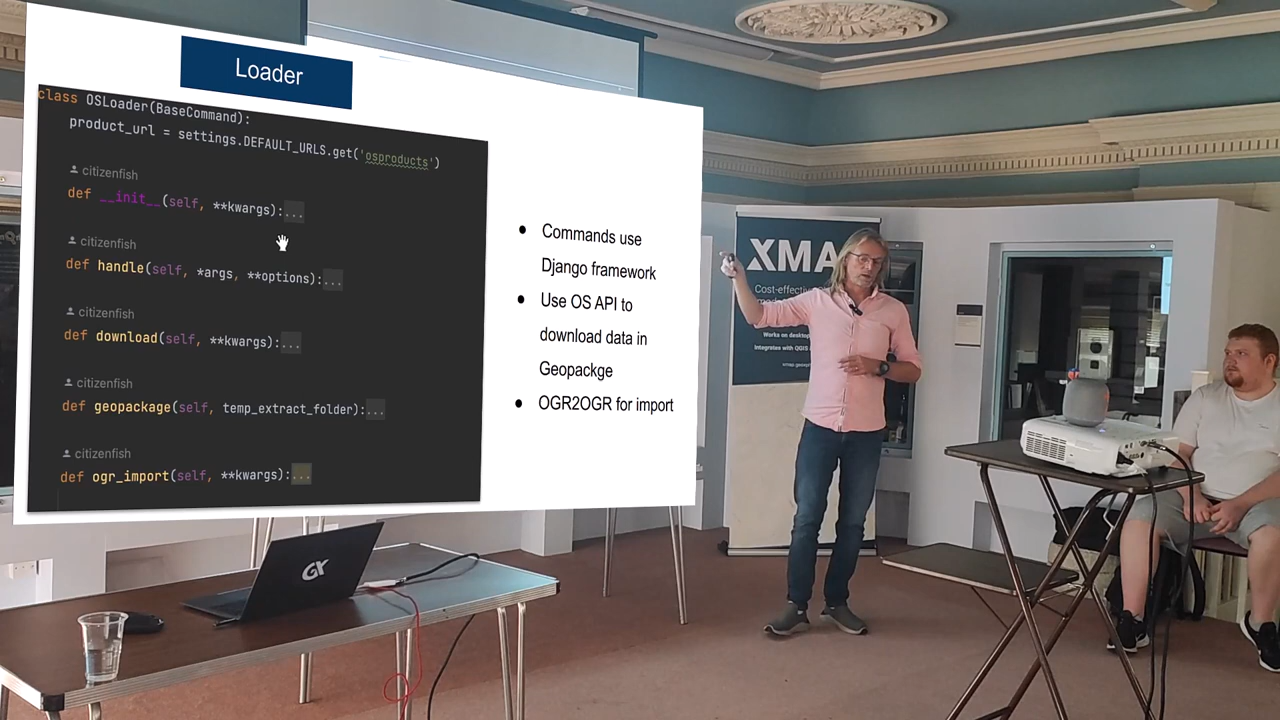 Loader
class OSLoader(BaseCommand):
product_url = settings.DEFAULT_URLS.get('osproducts')
citizenfish
def __init__(self, **kwargs):...
citizenfish
def handle(self, *args, **options):...
citizenfish
def download(self, **kwargs):...
citizenfish
def geopackage(self, temp_extract_folder):...
citizenfish
def ogr_import(self, **kwargs):...
• Commands use
Django framework
• Use OS API to
download data in
Geopackge
• OGR2OGR for import
XMA
Cost-effective
Works on desktop
Integrates with QGIS
GX